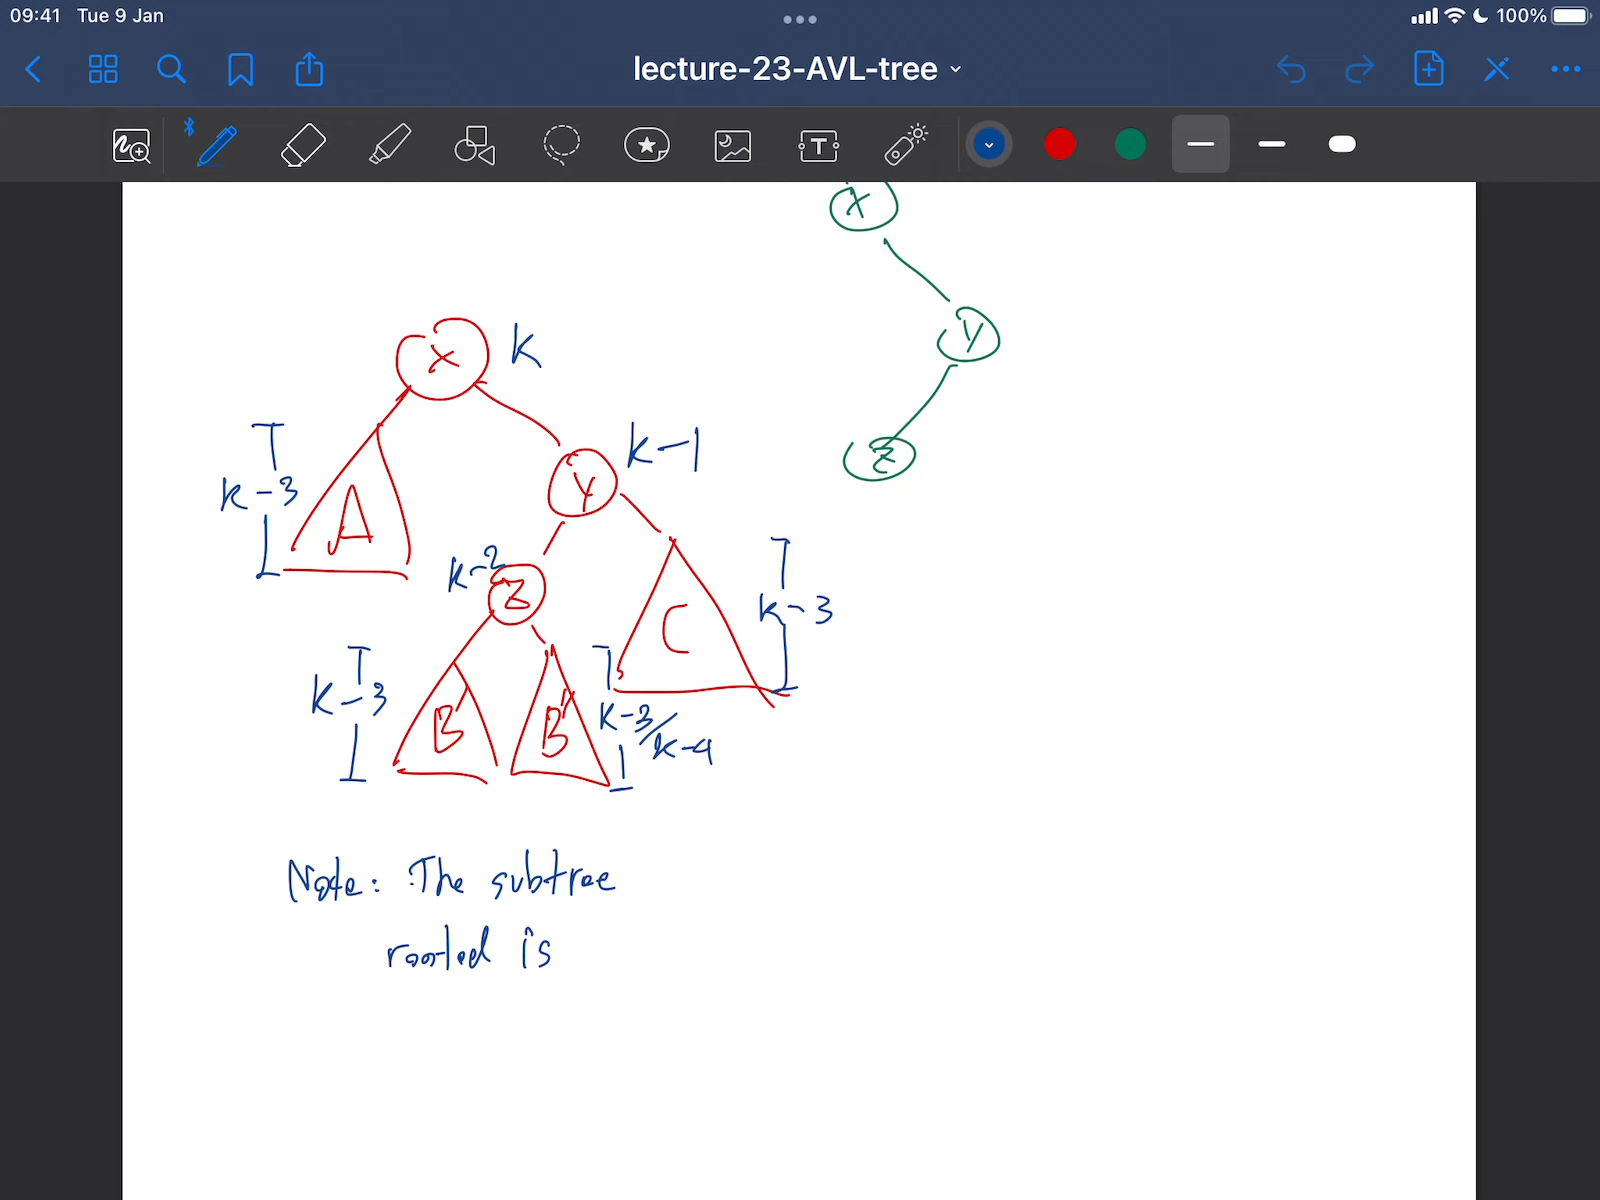 09:41 Tue 9 Jan
100%
lecture-23-AVL-tree
T
X
X
K
Y
K-1
T
K-3
A
Y
Z
K-2
Z
C
K-3
K-3
B'
B''
K-3/K-4
Note: The subtree
rooted is